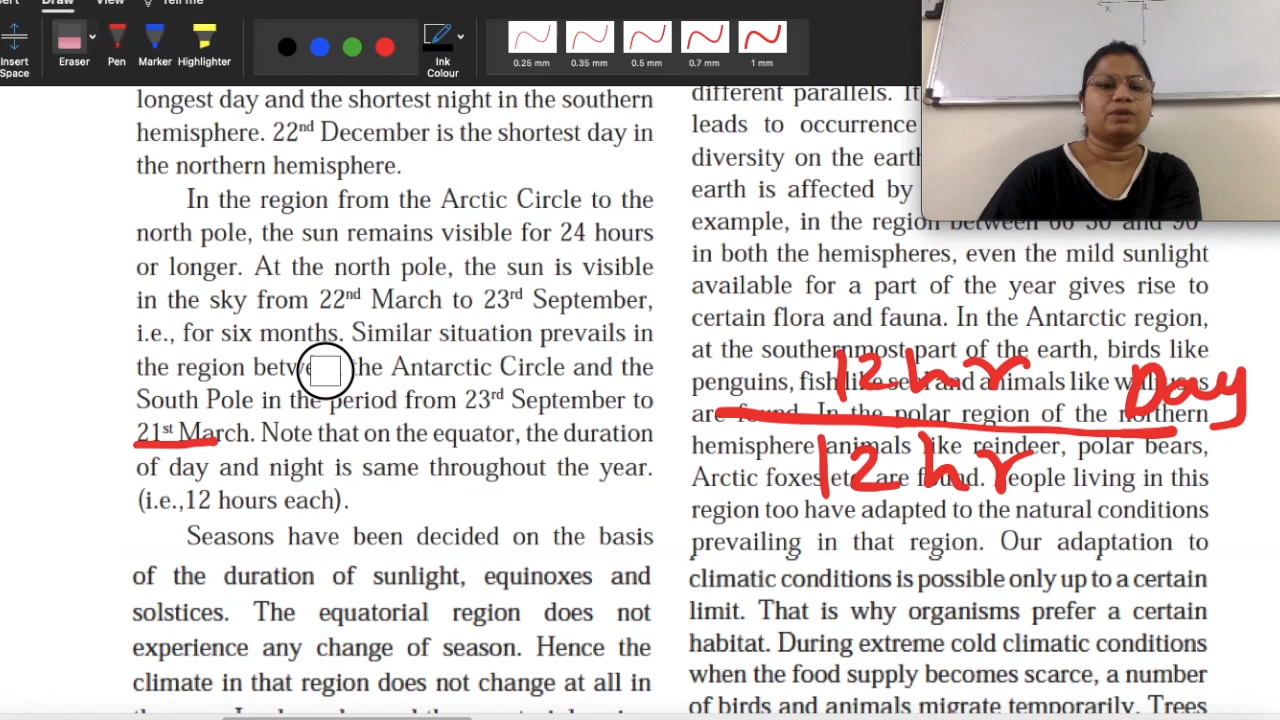 Draw
View
Tell me
Insert
Space
Eraser
Pen
Marker
Highlighter
Ink
Colour
0.25 mm
0.35 mm
0.5 mm
0.7 mm
1 mm
longest day and the shortest night in the southern
hemisphere. 22nd December is the shortest day in
the northern hemisphere.
In the region from the Arctic Circle to the
north pole, the sun remains visible for 24 hours
or longer. At the north pole, the sun is visible
in the sky from 22nd March to 23rd September,
i.e., for six months. Similar situation prevails in
the region the Antarctic Circle and the
South Pole in the period from 23rd September to
21st March. Note that on the equator, the duration
of day and night is same throughout the year.
(i.e.,12 hours each).
Seasons have been decided on the basis
of the duration of sunlight, equinoxes and
solstices. The equatorial region does not
experience any change of season. Hence the
climate in that region does not change at all in
different parallels.
leads to occurrence
diversity on the earth
earth is affected by
example, in the region between 66 30 and 90
in both the hemispheres, even the mild sunlight
available for a part of the year gives rise to
certain flora and fauna. In the Antarctic region,
at the southernmost part of the earth, birds like
penguins, fish like seal and animals like walruses
are found. In the polar region of the northern
hemisphere animals like reindeer, polar bears,
Arctic foxes etc. are found. People living in this
region too have adapted to the natural conditions
prevailing in that region. Our adaptation to
climatic conditions is possible only up to a certain
limit. That is why organisms prefer a certain
habitat. During extreme cold climatic conditions
when the food supply becomes scarce, a number
of birds and animals migrate temporarily. Trees
12 hr
Day
12 hr